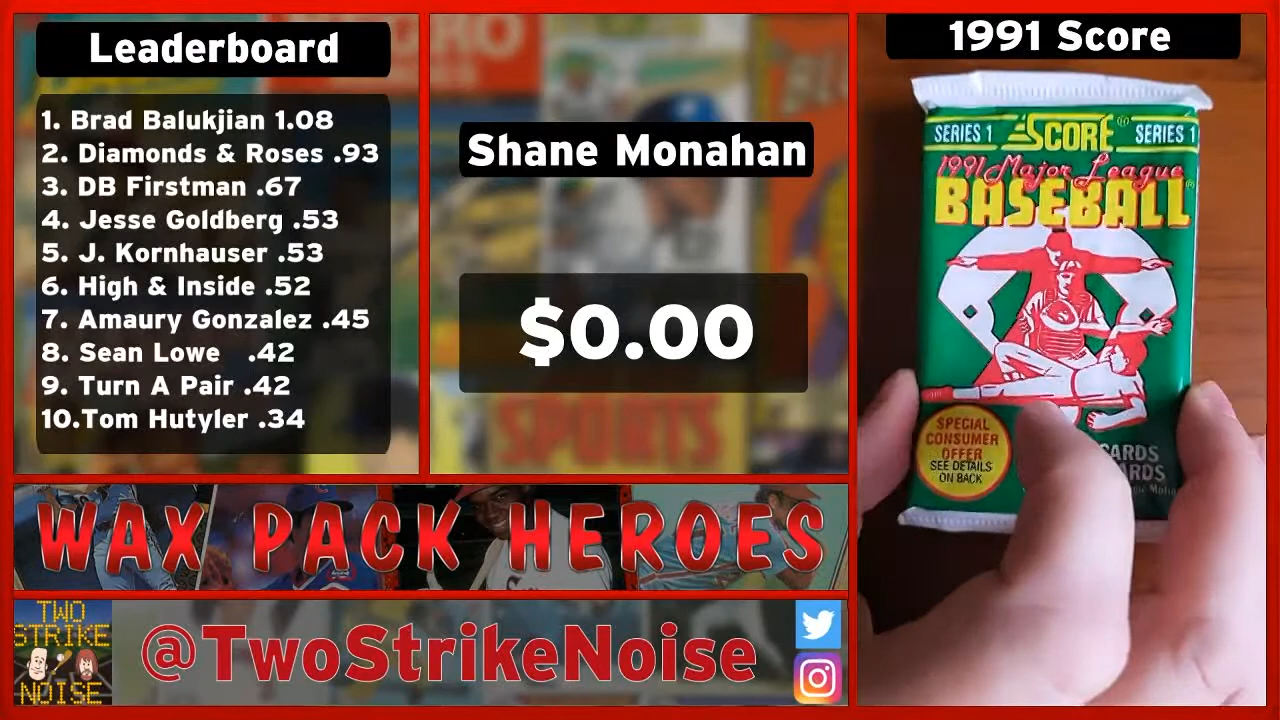 Leaderboard
1. Brad Balukjian 1.08
2. Diamonds & Roses .93
3. DB Firstman .67
4. Jesse Goldberg .53
5. J. Kornhauser .53
6. High & Inside .52
7. Amaury Gonzalez .45
8. Sean Lowe .42
9. Turn A Pair .42
10.Tom Hutyler .34
Shane Monahan
$0.00
SPORTS
1991 Score
SERIES 1 SCORE® SERIES 1
1991 Major League
BASEBALL®
SPECIAL
CONSUMER
OFFER
SEE DETAILS
ON BACK
CARDS
WAX PACK HEROES
TWO
STRIKE
NOISE
@TwoStrikeNoise